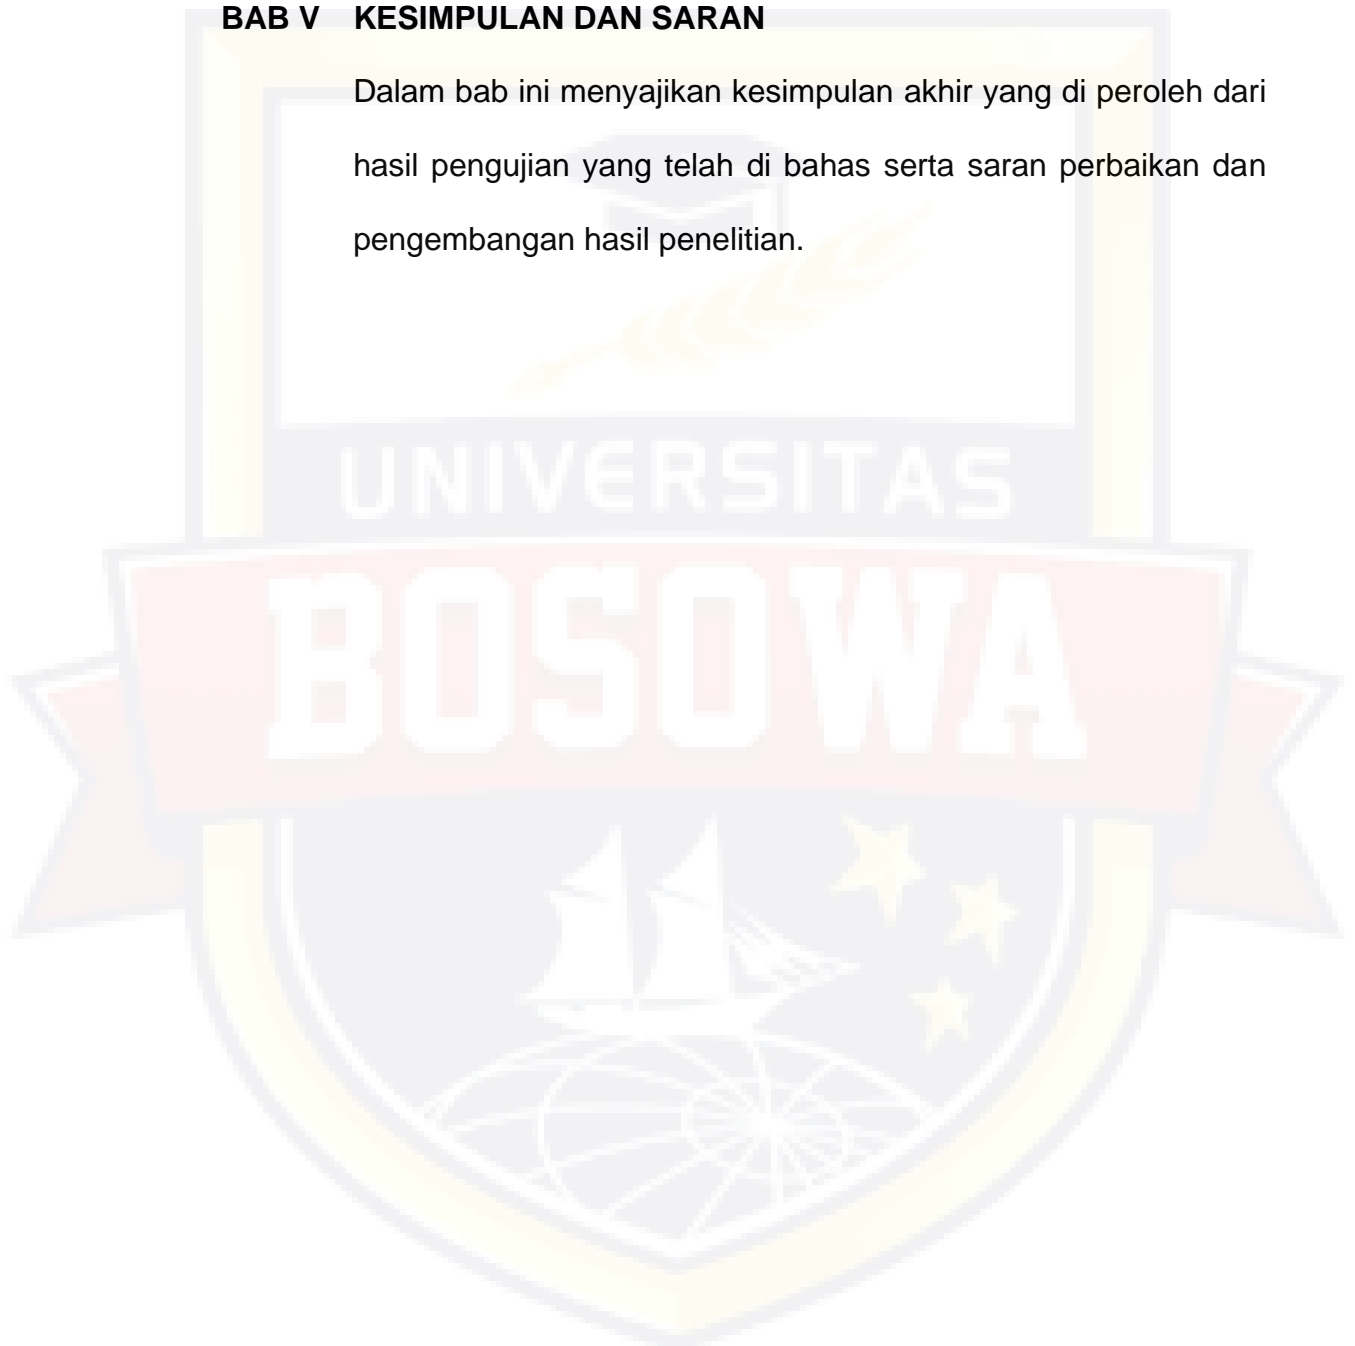 BAB V KESIMPULAN DAN SARAN
Dalam bab ini menyajikan kesimpulan akhir yang di peroleh dari
hasil pengujian yang telah di bahas serta saran perbaikan dan
pengembangan hasil penelitian.
UNIVERSITAS
BOSOWA